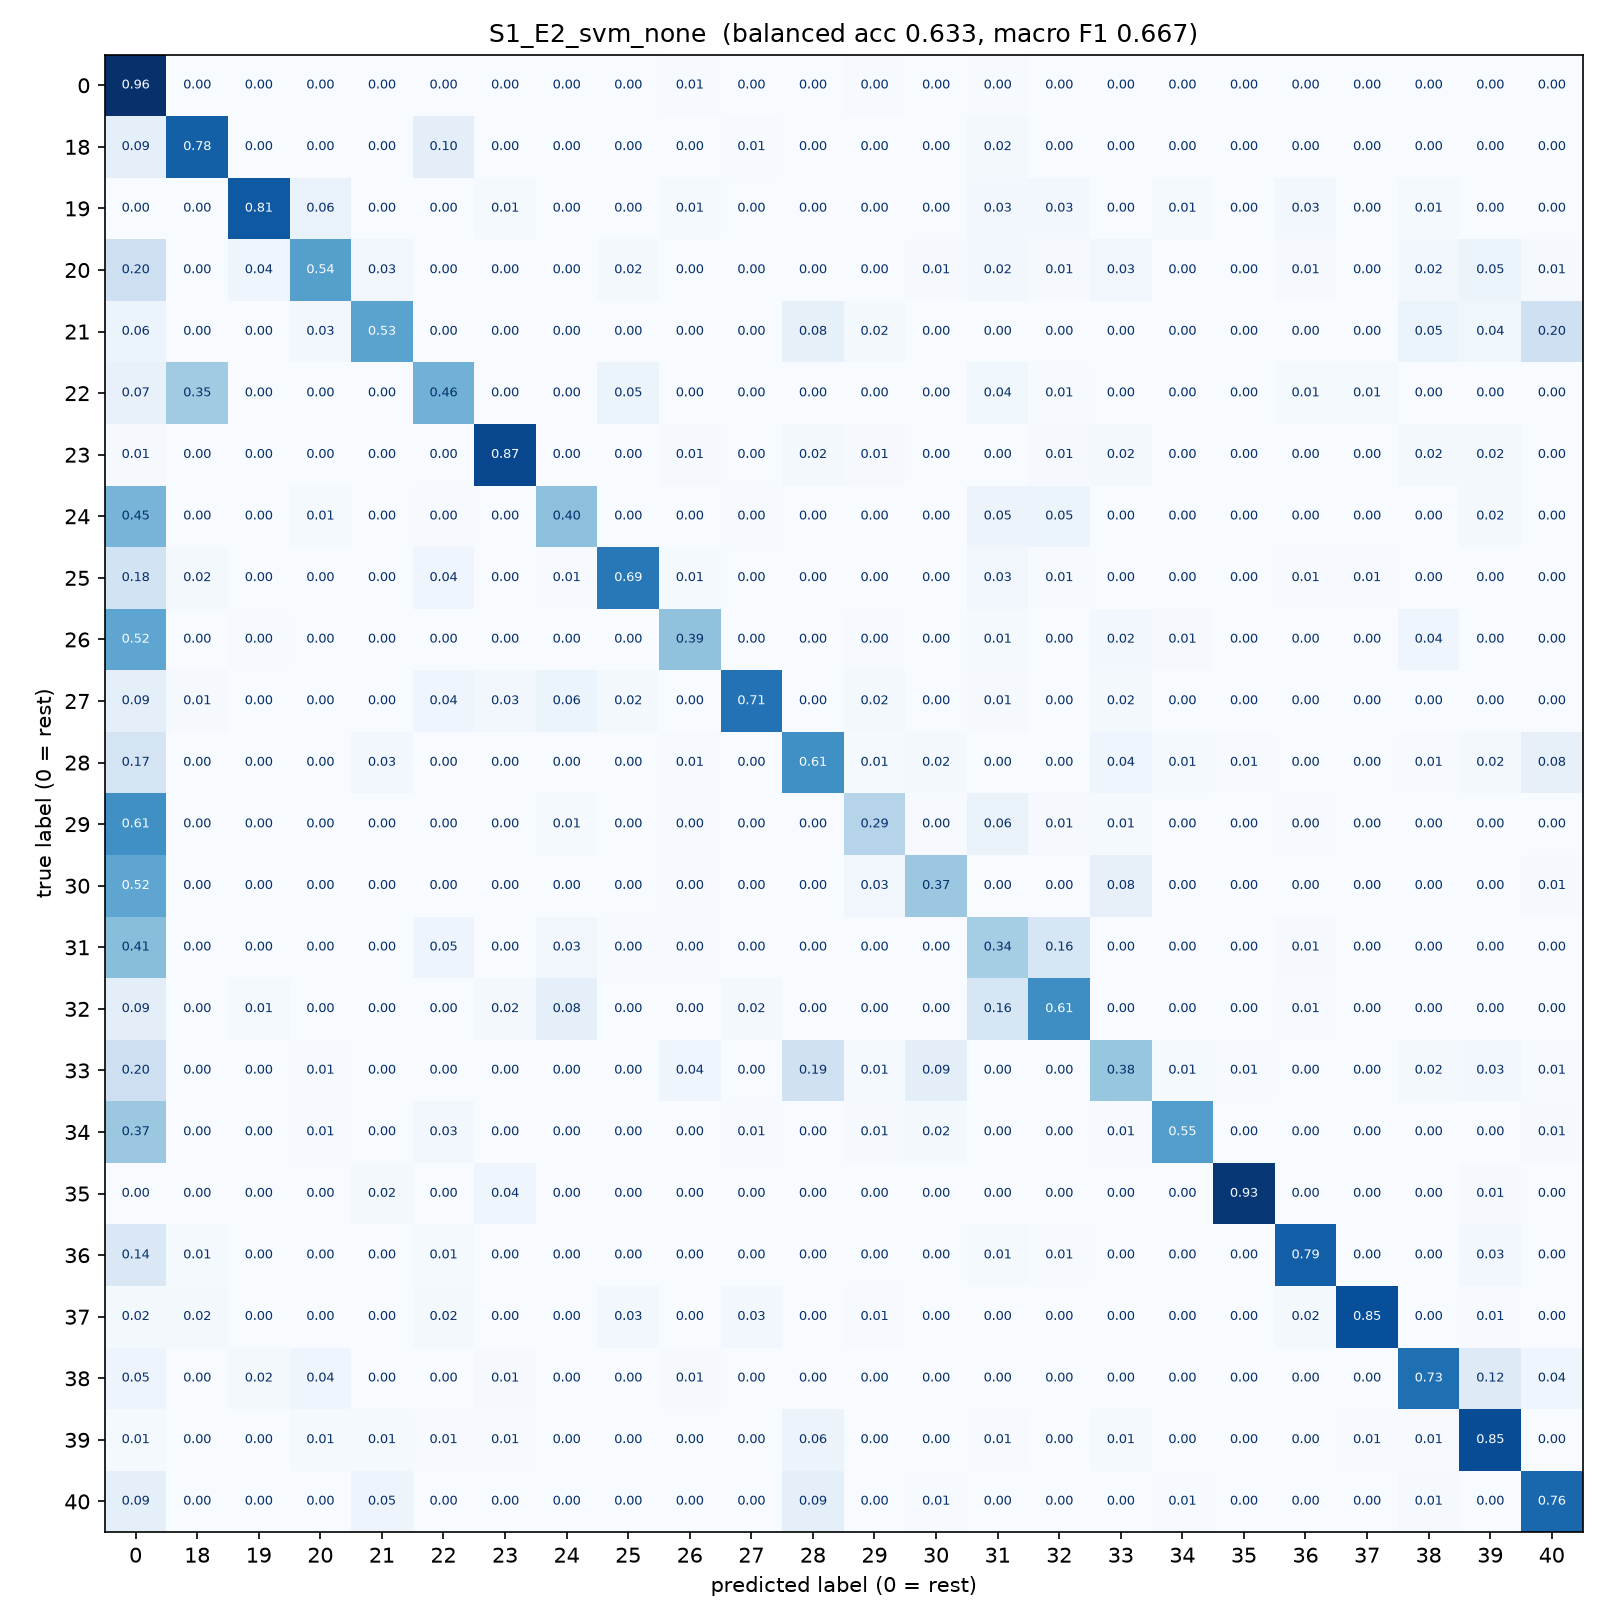 S1_E2_svm_none (balanced acc 0.633, macro F1 0.667)
0 0.96 0.00 0.00 0.00 0.00 0.00 0.00 0.00 0.00 0.01 0.00 0.00 0.00 0.00 0.00 0.00 0.00 0.00 0.00 0.00 0.00 0.00 0.00 0.00
18 0.09 0.78 0.00 0.00 0.00 0.10 0.00 0.00 0.00 0.00 0.01 0.00 0.00 0.00 0.02 0.00 0.00 0.00 0.00 0.00 0.00 0.00 0.00 0.00
19 0.00 0.00 0.81 0.06 0.00 0.00 0.01 0.00 0.00 0.01 0.00 0.00 0.00 0.00 0.03 0.03 0.00 0.01 0.00 0.03 0.00 0.01 0.00 0.00
20 0.20 0.00 0.04 0.54 0.03 0.00 0.00 0.00 0.02 0.00 0.00 0.00 0.00 0.01 0.02 0.01 0.03 0.00 0.00 0.01 0.00 0.02 0.05 0.01
21 0.06 0.00 0.00 0.03 0.53 0.00 0.00 0.00 0.00 0.00 0.00 0.08 0.02 0.00 0.00 0.00 0.00 0.00 0.00 0.00 0.00 0.05 0.04 0.20
22 0.07 0.35 0.00 0.00 0.00 0.46 0.00 0.00 0.05 0.00 0.00 0.00 0.00 0.00 0.04 0.01 0.00 0.00 0.00 0.01 0.01 0.00 0.00 0.00
23 0.01 0.00 0.00 0.00 0.00 0.00 0.87 0.00 0.00 0.01 0.00 0.02 0.01 0.00 0.00 0.01 0.02 0.00 0.00 0.00 0.00 0.02 0.02 0.00
24 0.45 0.00 0.00 0.01 0.00 0.00 0.00 0.40 0.00 0.00 0.00 0.00 0.00 0.00 0.05 0.05 0.00 0.00 0.00 0.00 0.00 0.00 0.02 0.00
25 0.18 0.02 0.00 0.00 0.00 0.04 0.00 0.01 0.69 0.01 0.00 0.00 0.00 0.00 0.03 0.01 0.00 0.00 0.00 0.01 0.01 0.00 0.00 0.00
26 0.52 0.00 0.00 0.00 0.00 0.00 0.00 0.00 0.00 0.39 0.00 0.00 0.00 0.00 0.01 0.00 0.02 0.01 0.00 0.00 0.00 0.04 0.00 0.00
27 0.09 0.01 0.00 0.00 0.00 0.04 0.03 0.06 0.02 0.00 0.71 0.00 0.02 0.00 0.01 0.00 0.02 0.00 0.00 0.00 0.00 0.00 0.00 0.00
28 0.17 0.00 0.00 0.00 0.03 0.00 0.00 0.00 0.00 0.01 0.00 0.61 0.01 0.02 0.00 0.00 0.04 0.01 0.01 0.00 0.00 0.01 0.02 0.08
29 0.61 0.00 0.00 0.00 0.00 0.00 0.00 0.01 0.00 0.00 0.00 0.00 0.29 0.00 0.06 0.01 0.01 0.00 0.00 0.00 0.00 0.00 0.00 0.00
30 0.52 0.00 0.00 0.00 0.00 0.00 0.00 0.00 0.00 0.00 0.00 0.00 0.03 0.37 0.00 0.00 0.08 0.00 0.00 0.00 0.00 0.00 0.00 0.01
31 0.41 0.00 0.00 0.00 0.00 0.05 0.00 0.03 0.00 0.00 0.00 0.00 0.00 0.00 0.34 0.16 0.00 0.00 0.00 0.01 0.00 0.00 0.00 0.00
32 0.09 0.00 0.01 0.00 0.00 0.00 0.02 0.08 0.00 0.00 0.02 0.00 0.00 0.00 0.16 0.61 0.00 0.00 0.00 0.01 0.00 0.00 0.00 0.00
33 0.20 0.00 0.00 0.01 0.00 0.00 0.00 0.00 0.00 0.04 0.00 0.19 0.01 0.09 0.00 0.00 0.38 0.01 0.01 0.00 0.00 0.02 0.03 0.01
34 0.37 0.00 0.00 0.01 0.00 0.03 0.00 0.00 0.00 0.00 0.01 0.00 0.01 0.02 0.00 0.00 0.01 0.55 0.00 0.00 0.00 0.00 0.00 0.01
35 0.00 0.00 0.00 0.00 0.02 0.00 0.04 0.00 0.00 0.00 0.00 0.00 0.00 0.00 0.00 0.00 0.00 0.00 0.93 0.00 0.00 0.00 0.01 0.00
36 0.14 0.01 0.00 0.00 0.00 0.01 0.00 0.00 0.00 0.00 0.00 0.00 0.00 0.00 0.01 0.01 0.00 0.00 0.00 0.79 0.00 0.00 0.03 0.00
37 0.02 0.02 0.00 0.00 0.00 0.02 0.00 0.00 0.03 0.00 0.03 0.00 0.01 0.00 0.00 0.00 0.00 0.00 0.00 0.02 0.85 0.00 0.01 0.00
38 0.05 0.00 0.02 0.04 0.00 0.00 0.01 0.00 0.00 0.01 0.00 0.00 0.00 0.00 0.00 0.00 0.00 0.00 0.00 0.00 0.00 0.73 0.12 0.04
39 0.01 0.00 0.00 0.01 0.01 0.01 0.01 0.00 0.00 0.00 0.00 0.06 0.00 0.00 0.01 0.00 0.01 0.00 0.00 0.00 0.01 0.01 0.85 0.00
40 0.09 0.00 0.00 0.00 0.05 0.00 0.00 0.00 0.00 0.00 0.00 0.09 0.00 0.01 0.00 0.00 0.00 0.01 0.00 0.00 0.00 0.01 0.00 0.76
0 18 19 20 21 22 23 24 25 26 27 28 29 30 31 32 33 34 35 36 37 38 39 40
predicted label (0 = rest)
true label (0 = rest)